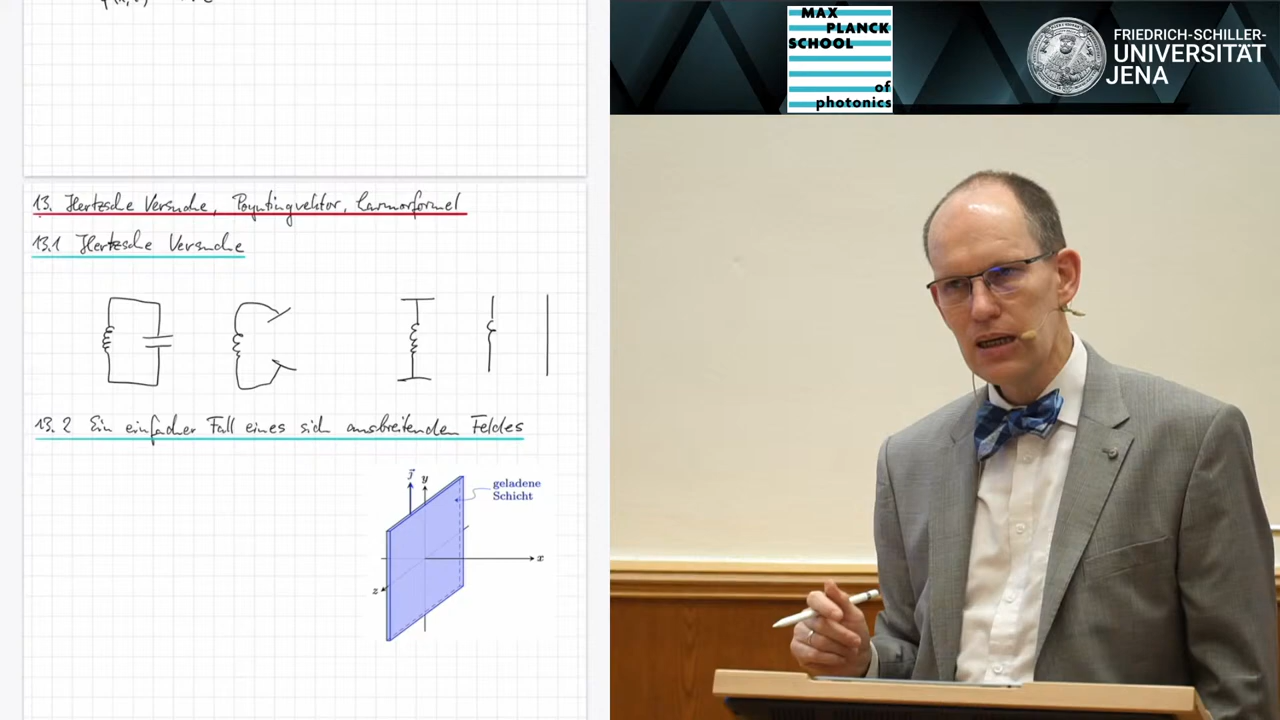 13. Hertzsche Versuche, Poyntingvektor, Larmorformel
13.1 Hertzsche Versuche
13.2 Ein einfacher Fall eines sich ausbreitenden Feldes
j⃗
y
geladene
Schicht
x
z
MAX
PLANCK
SCHOOL
of
photonics
FRIEDRICH-SCHILLER-
UNIVERSITÄT
JENA